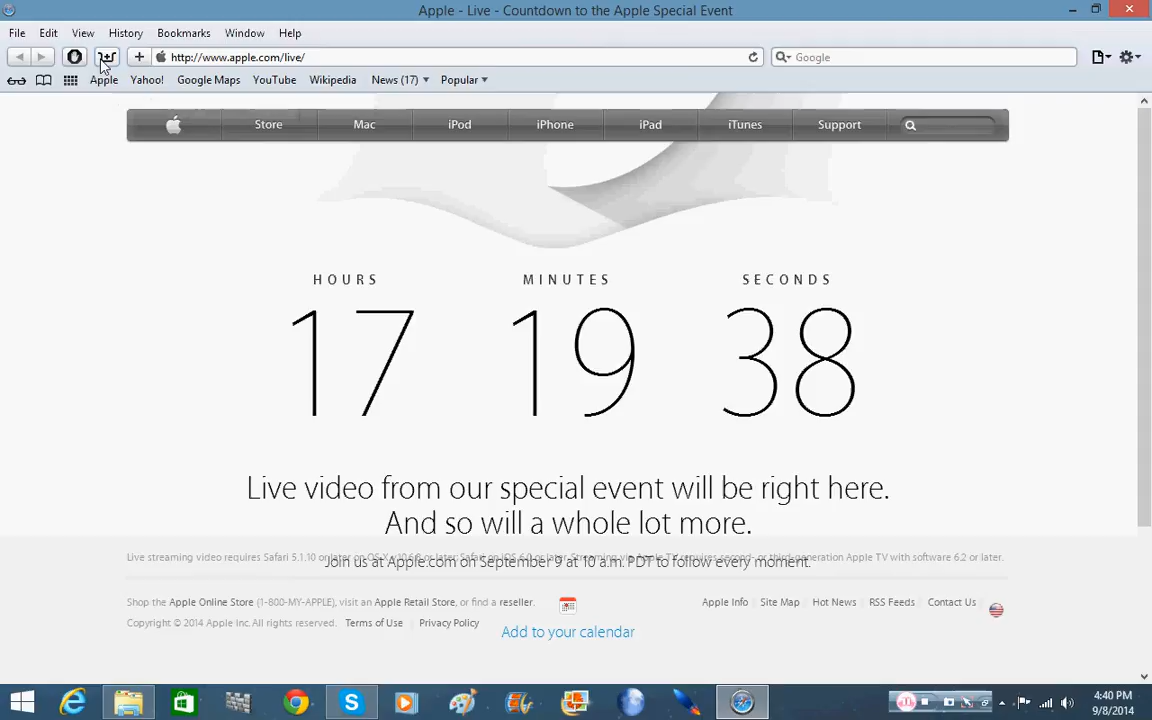 Apple - Live - Countdown to the Apple Special Event
File Edit View History Bookmarks Window Help
http://www.apple.com/live/
Google
Apple Yahoo! Google Maps YouTube Wikipedia News (17) Popular
Store Mac iPod iPhone iPad iTunes Support
HOURS MINUTES SECONDS
17 19 38
Live video from our special event will be right here.
And so will a whole lot more.
Live streaming video requires Safari 5.1.10 or later on OS X v10.6.8 or later; Safari on iOS 6.0 or later. Streaming via Apple TV requires second- or third-generation Apple TV with software 6.2 or later.
Join us at Apple.com on September 9 at 10 a.m. PDT to follow every moment.
Shop the Apple Online Store (1-800-MY-APPLE), visit an Apple Retail Store, or find a reseller.
Apple Info Site Map Hot News RSS Feeds Contact Us
Copyright © 2014 Apple Inc. All rights reserved. Terms of Use Privacy Policy
Add to your calendar
4:40 PM
9/8/2014